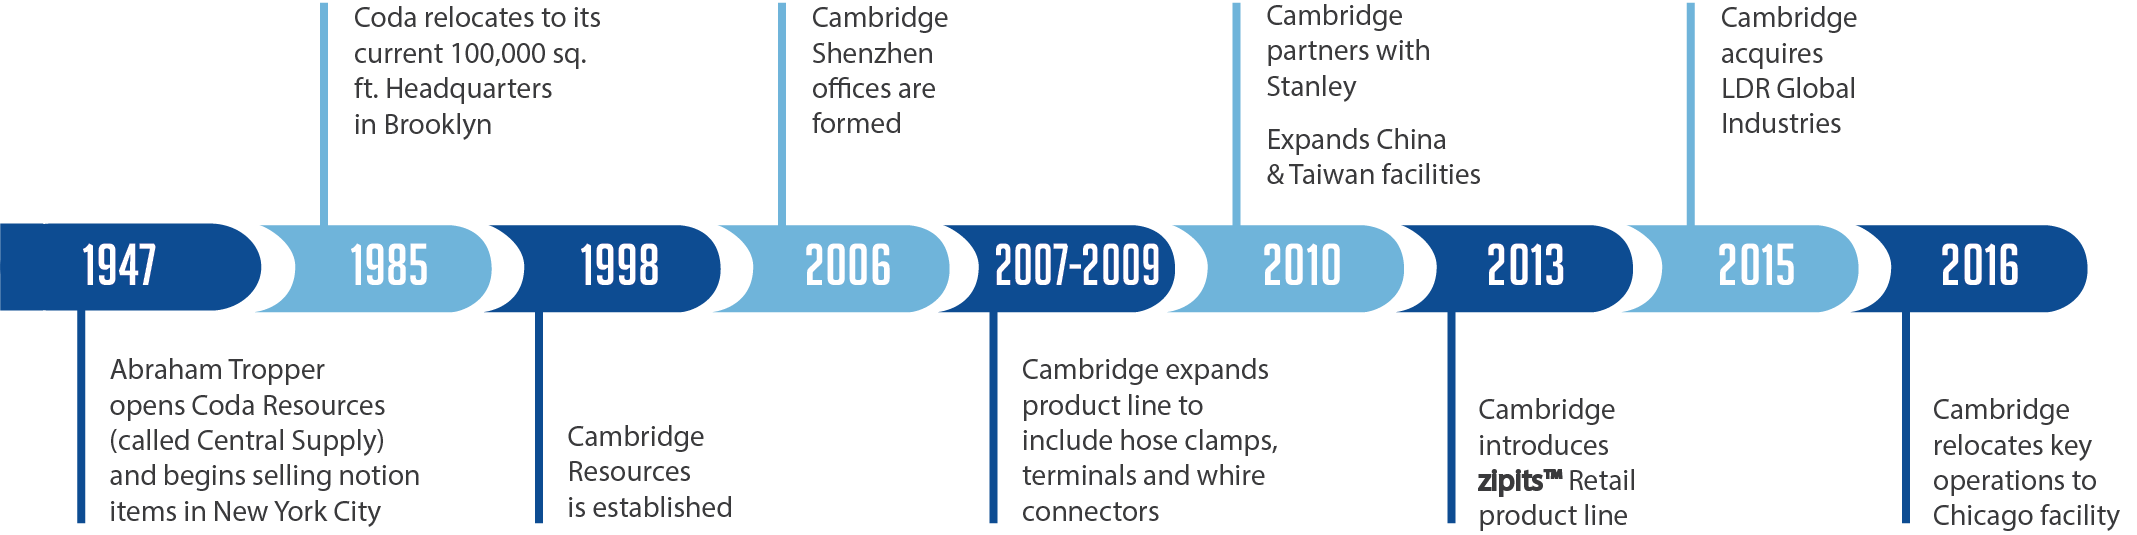 Coda relocates to its
current 100,000 sq.
ft. Headquarters
in Brooklyn
Cambridge
Shenzhen
offices are
formed
Cambridge
partners with
Stanley
Expands China
& Taiwan facilities
Cambridge
acquires
LDR Global
Industries
1947
1985
1998
2006
2007-2009
2010
2013
2015
2016
Abraham Tropper
opens Coda Resources
(called Central Supply)
and begins selling notion
items in New York City
Cambridge
Resources
is established
Cambridge expands
product line to
include hose clamps,
terminals and whire
connectors
Cambridge
introduces
zipits™ Retail
product line
Cambridge
relocates key
operations to
Chicago facility